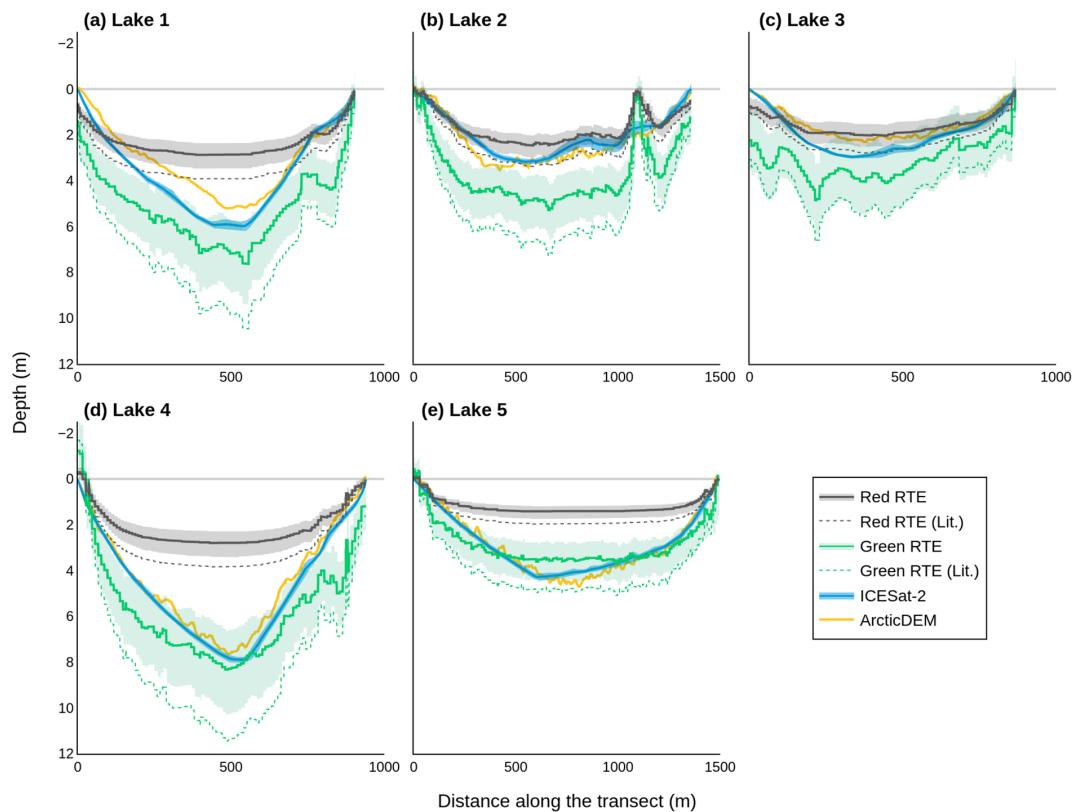 (a) Lake 1
(b) Lake 2
(c) Lake 3
−2
0
2
4
6
8
10
12
0
500
1000
0
500
1000
1500
0
500
1000
Depth (m)
(d) Lake 4
(e) Lake 5
−2
0
2
4
6
8
10
12
0
500
1000
0
500
1000
1500
Red RTE
Red RTE (Lit.)
Green RTE
Green RTE (Lit.)
ICESat-2
ArcticDEM
Distance along the transect (m)